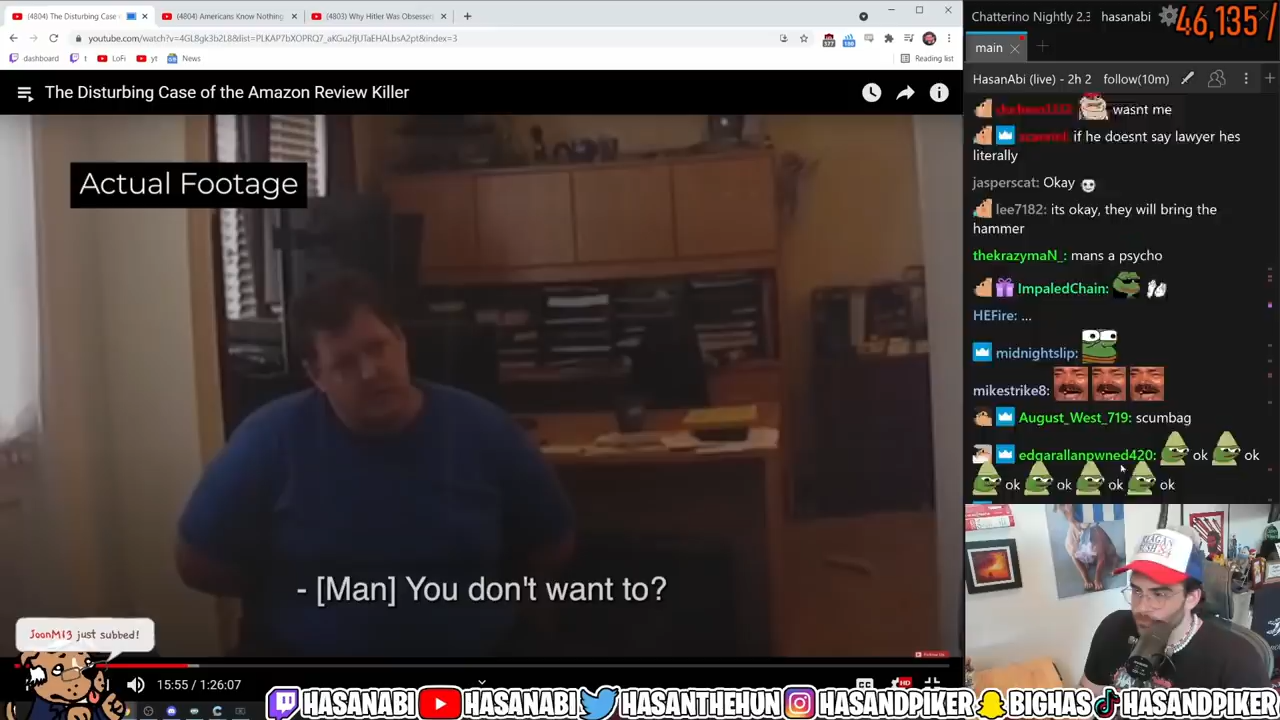 (4804) The Disturbing Case
(4804) Americans Know Nothing
(4803) Why Hitler Was Obsessed
youtube.com/watch?v=4GL8gk3b2L8&list=PLKAP7bXOPRQ7_aKGu2fjUTaEHALbsA2pt&index=3
dashboard
t
LoFi
yt
News
Reading list
The Disturbing Case of the Amazon Review Killer
Actual Footage
- [Man] You don't want to?
JoanM13 just subbed!
15:55 / 1:26:07
HD
Chatterino Nightly 2.3
hasanabi
46,135 /
main
HasanAbi (live) - 2h 2
follow(10m)
wasnt me
if he doesnt say lawyer hes
literally
jasperscat: Okay
lee7182: its okay, they will bring the
hammer
thekrazymaN_: mans a psycho
ImpaledChain:
HEFire: ...
midnightslip:
mikestrike8:
August_West_719: scumbag
edgarallanpwned420: ok ok
ok ok ok ok
HASANABI
HASANABI
HASANTHEHUN
HASANDPIKER
BIGHAS
HASANDPIKER